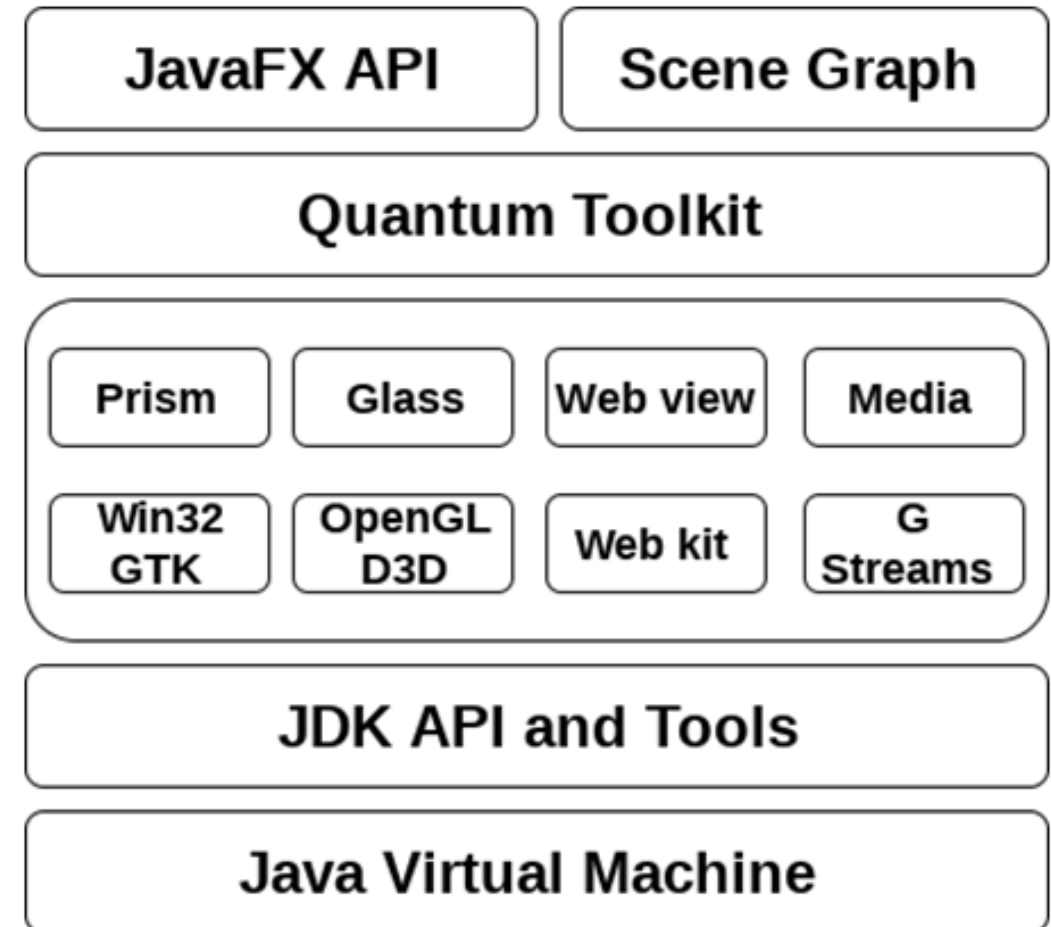 JavaFX API
Scene Graph
Quantum Toolkit
Prism
Glass
Web view
Media
Win32
GTK
OpenGL
D3D
Web kit
G
Streams
JDK API and Tools
Java Virtual Machine